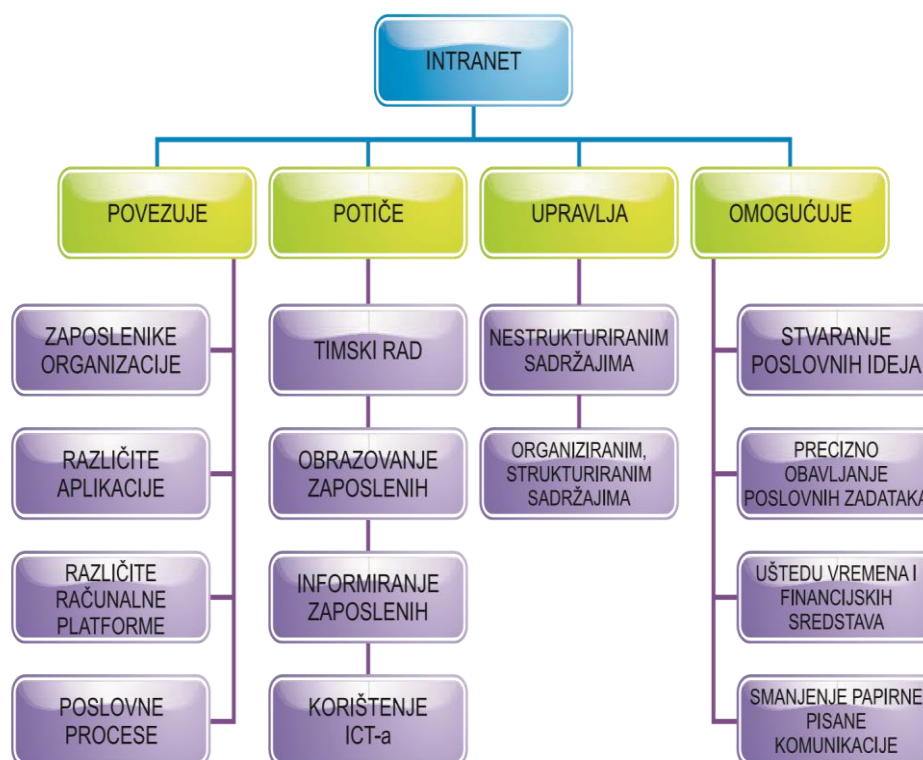 INTRANET
POVEZUJE
POTIČE
UPRAVLJA
OMOGUĆUJE
ZAPOSLENIKE
ORGANIZACIJE
RAZLIČITE
APLIKACIJE
RAZLIČITE
RAČUNALNE
PLATFORME
POSLOVNE
PROCESE
TIMSKI RAD
OBRAZOVANJE
ZAPOSLENIH
INFORMIRANJE
ZAPOSLENIH
KORIŠTENJE
ICT-a
NESTRUKTURIRANIM
SADRŽAJIMA
ORGANIZIRANIM,
STRUKTURIRANIM
SADRŽAJIMA
STVARANJE
POSLOVNIH IDEJA
PRECIZNO
OBAVLJANJE
POSLOVNIH ZADATAKA
UŠTEDU VREMENA I
FINANCIJSKIH
SREDSTAVA
SMANJENJE PAPIRNE
PISANE
KOMUNIKACIJE